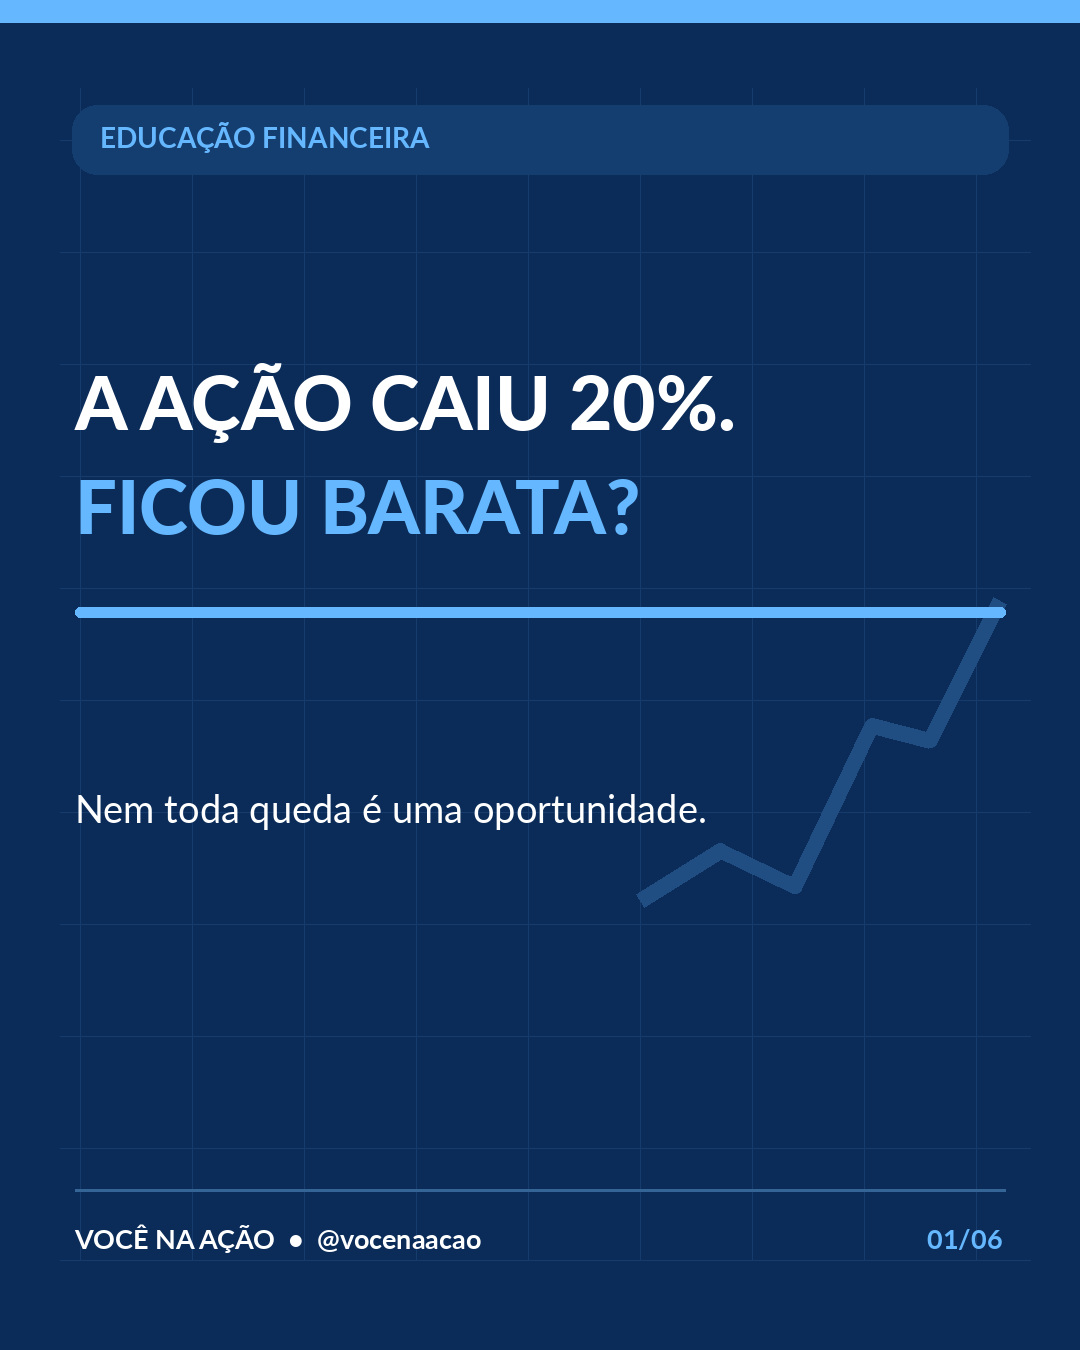 EDUCAÇÃO FINANCEIRA
A AÇÃO CAIU 20%.
FICOU BARATA?
Nem toda queda é uma oportunidade.
VOCÊ NA AÇÃO ● @vocenaacao 01/06